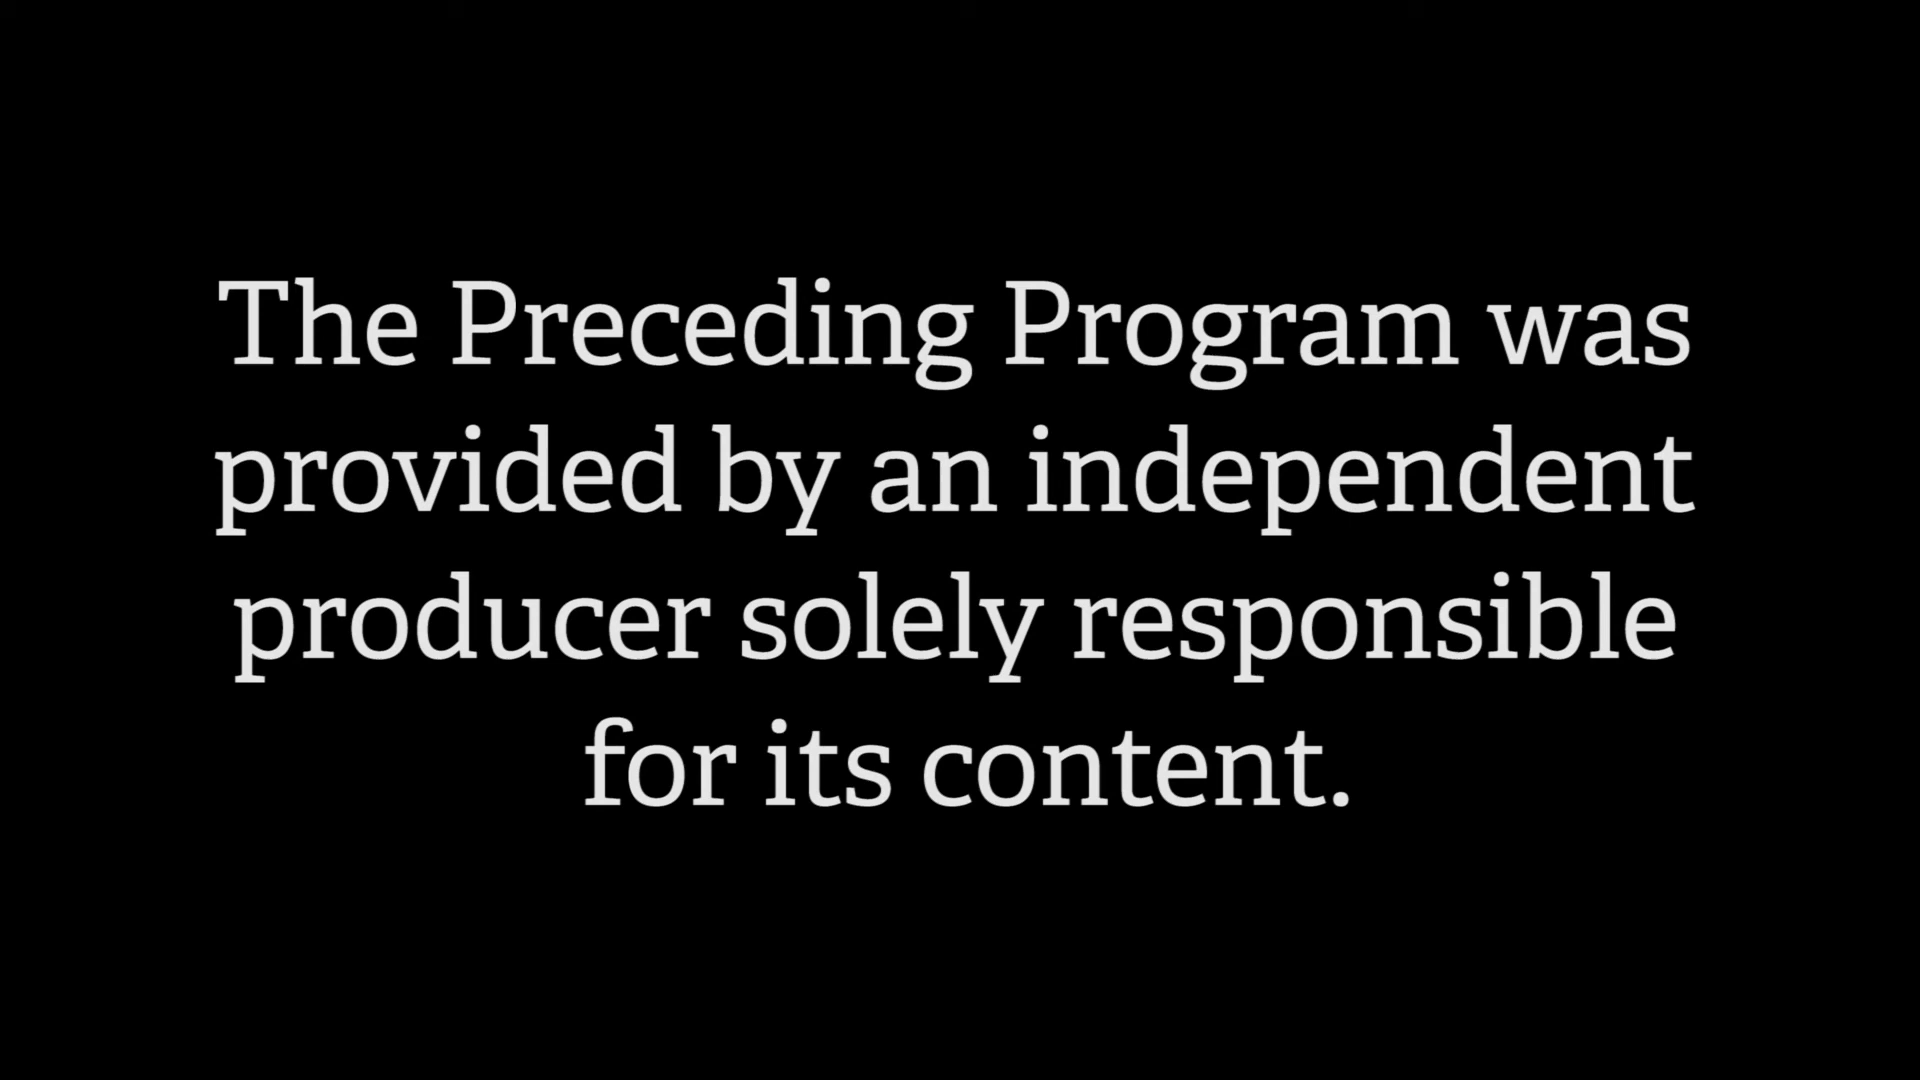 The Preceding Program was
provided by an independent
producer solely responsible
for its content.